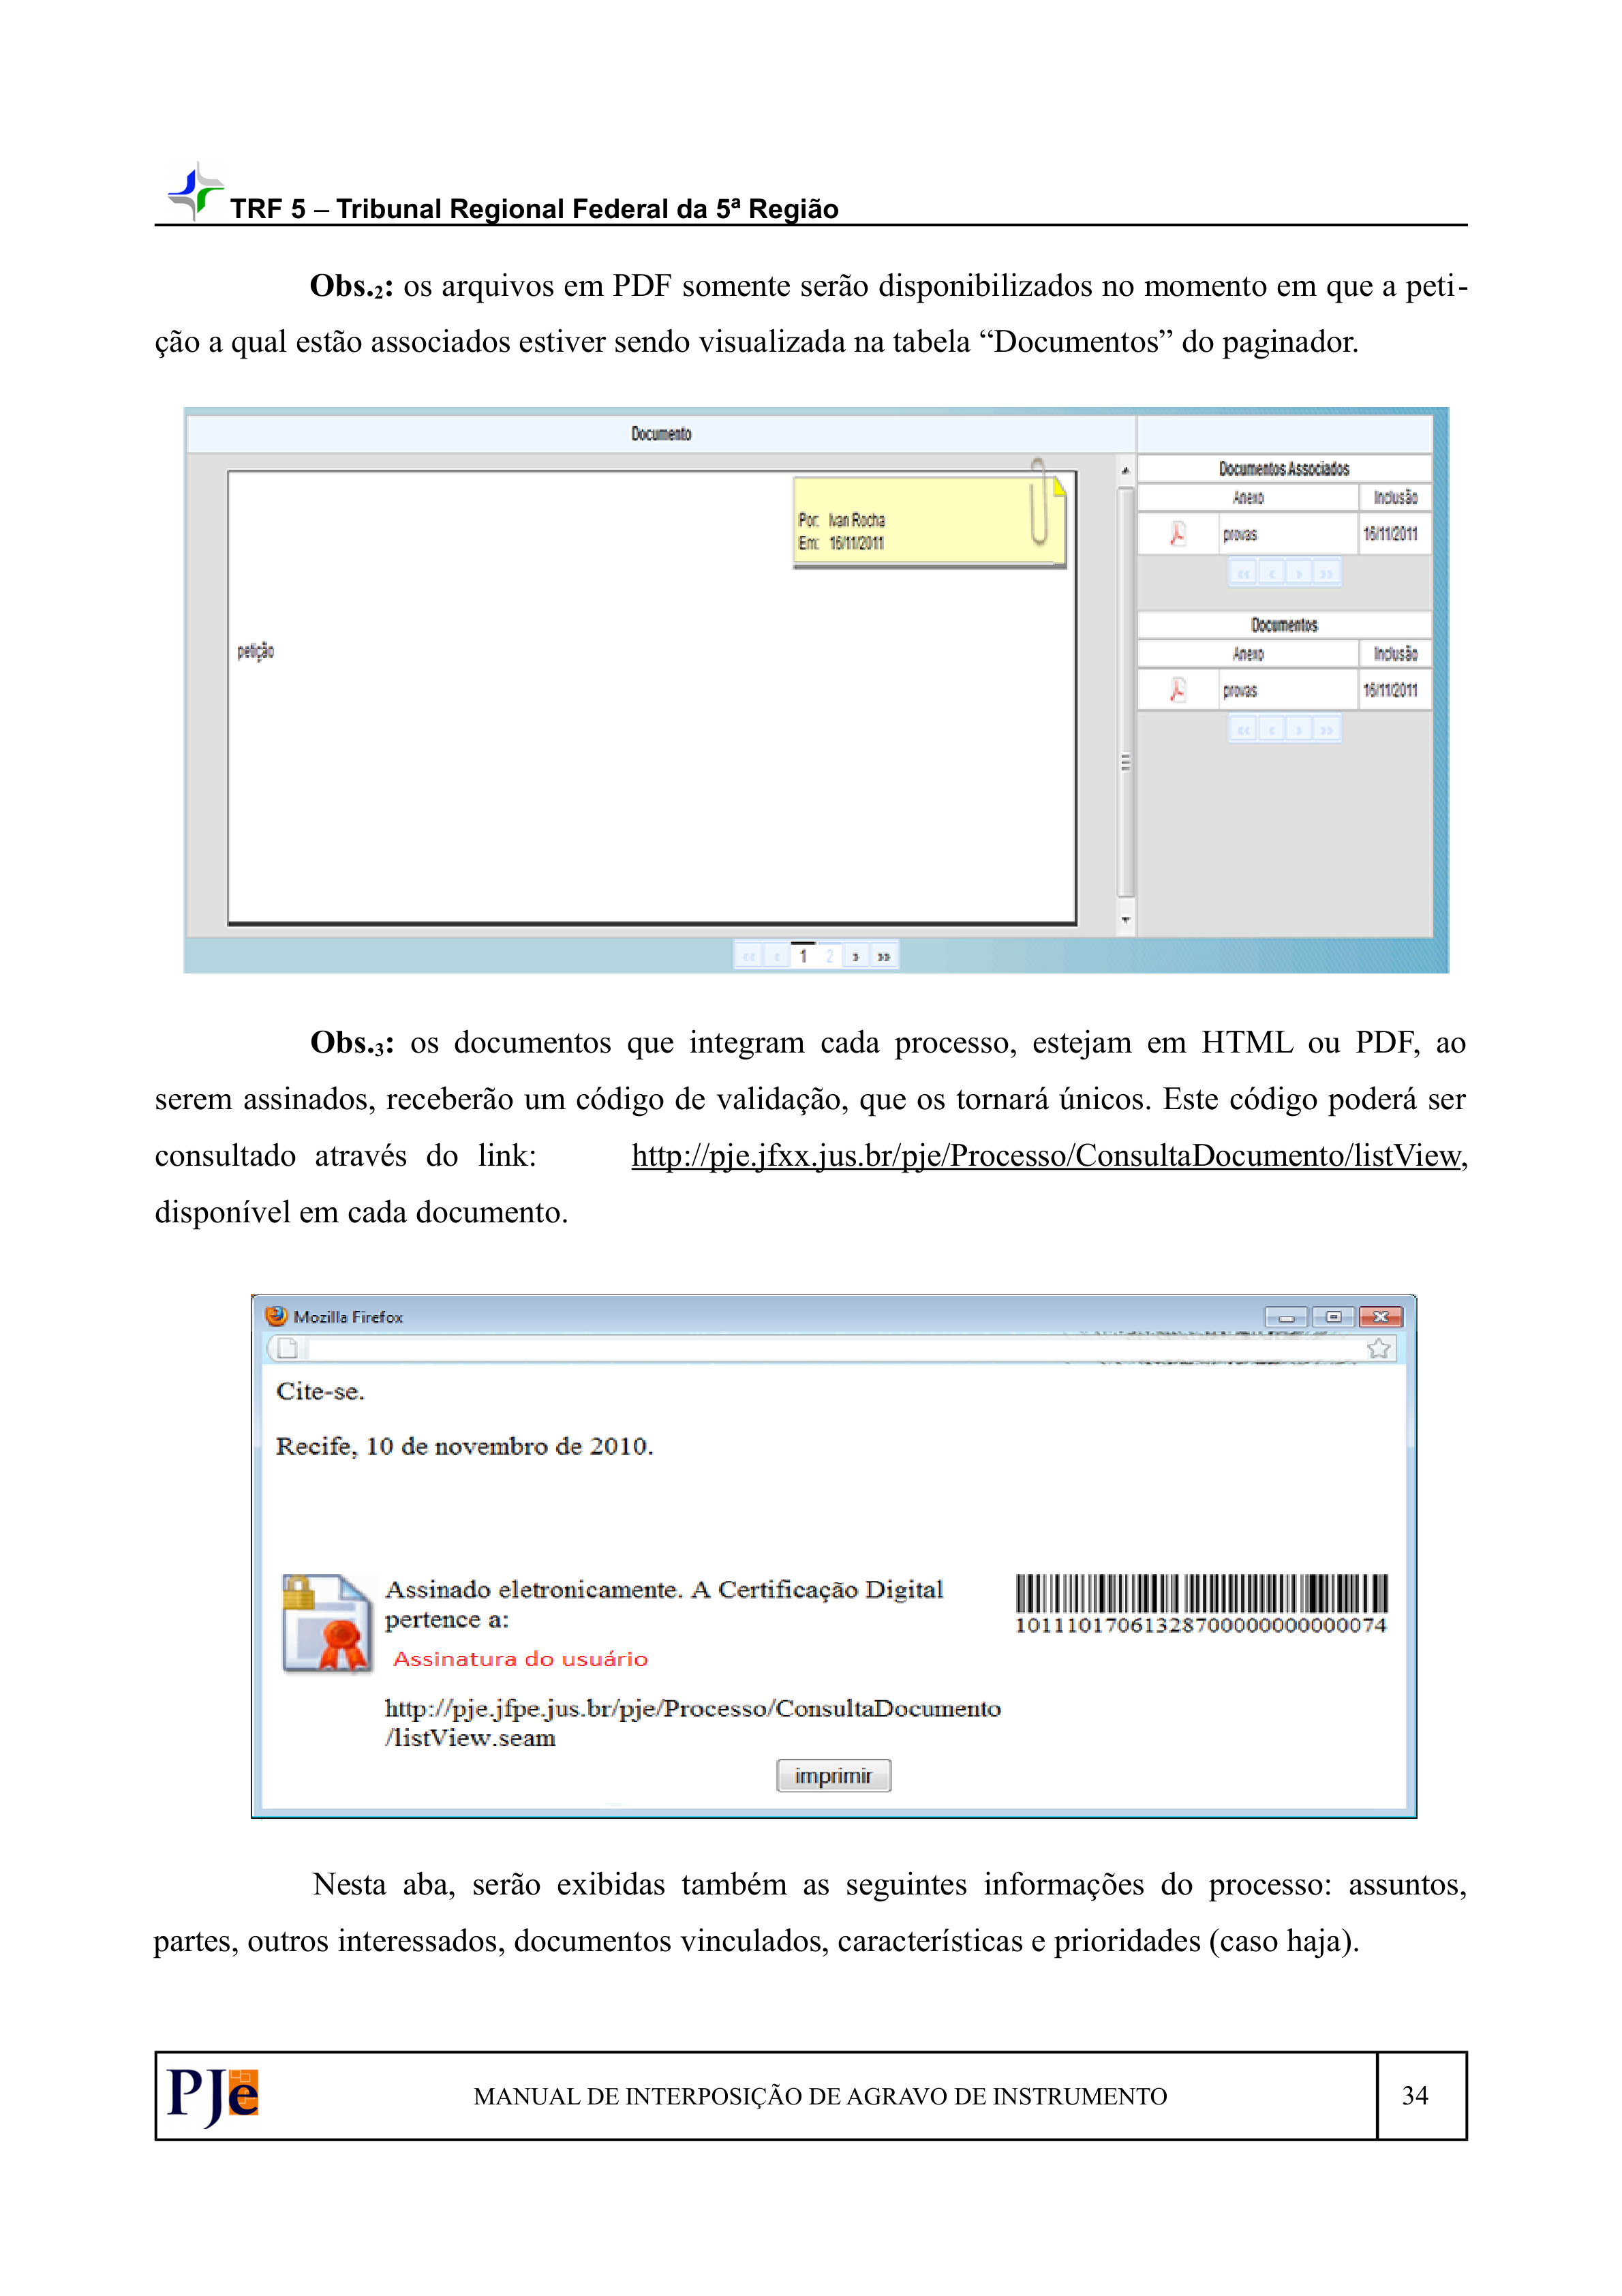 TRF 5 – Tribunal Regional Federal da 5ª Região
Obs.₂: os arquivos em PDF somente serão disponibilizados no momento em que a peti-
ção a qual estão associados estiver sendo visualizada na tabela “Documentos” do paginador.
Documento
Documentos Associados
Anexo Inclusão
provas 16/11/2011
« ‹ › »
Por: Ivan Rocha
Em: 16/11/2011
petição
Documentos
Anexo Inclusão
provas 16/11/2011
« ‹ › »
« ‹ 1 2 › »
Obs.₃: os documentos que integram cada processo, estejam em HTML ou PDF, ao
serem assinados, receberão um código de validação, que os tornará únicos. Este código poderá ser
consultado através do link: http://pje.jfxx.jus.br/pje/Processo/ConsultaDocumento/listView,
disponível em cada documento.
Mozilla Firefox
Cite-se.
Recife, 10 de novembro de 2010.
Assinado eletronicamente. A Certificação Digital
pertence a:
Assinatura do usuário
http://pje.jfpe.jus.br/pje/Processo/ConsultaDocumento
/listView.seam
10111017061328700000000000074
imprimir
Nesta aba, serão exibidas também as seguintes informações do processo: assuntos,
partes, outros interessados, documentos vinculados, características e prioridades (caso haja).
PJe MANUAL DE INTERPOSIÇÃO DE AGRAVO DE INSTRUMENTO 34